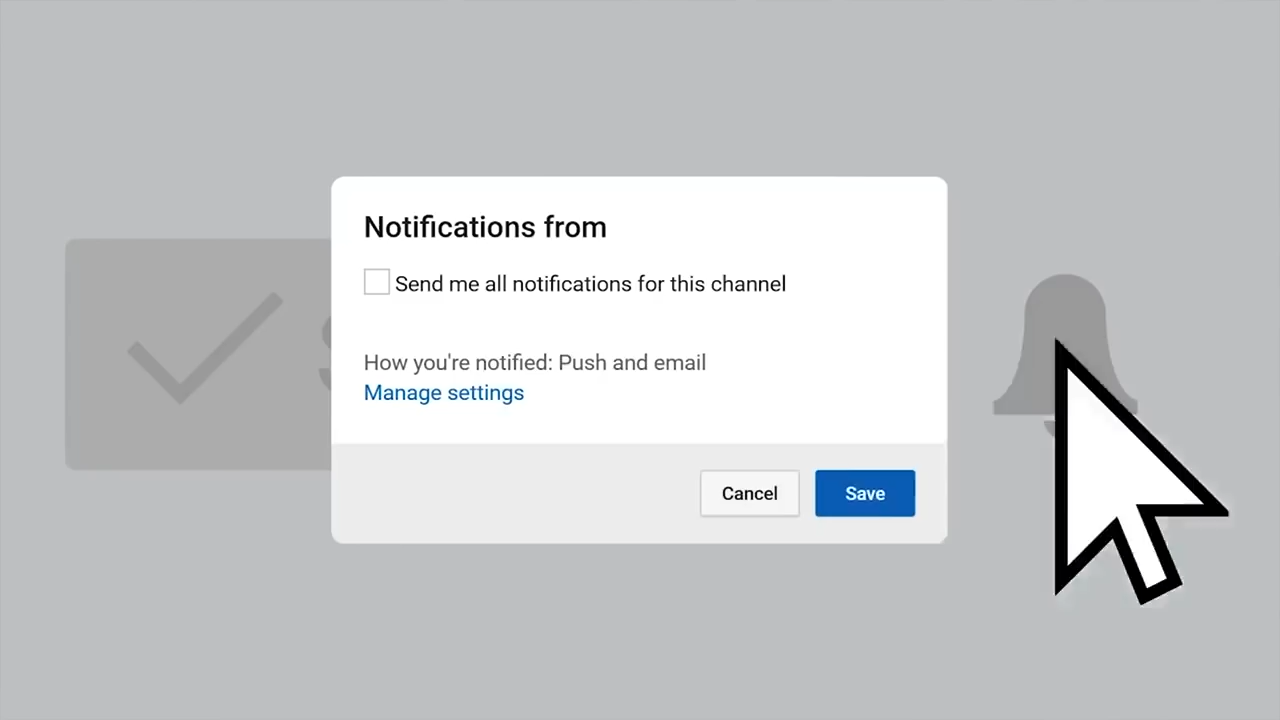 Notifications from
Send me all notifications for this channel
How you're notified: Push and email
Manage settings
Cancel
Save